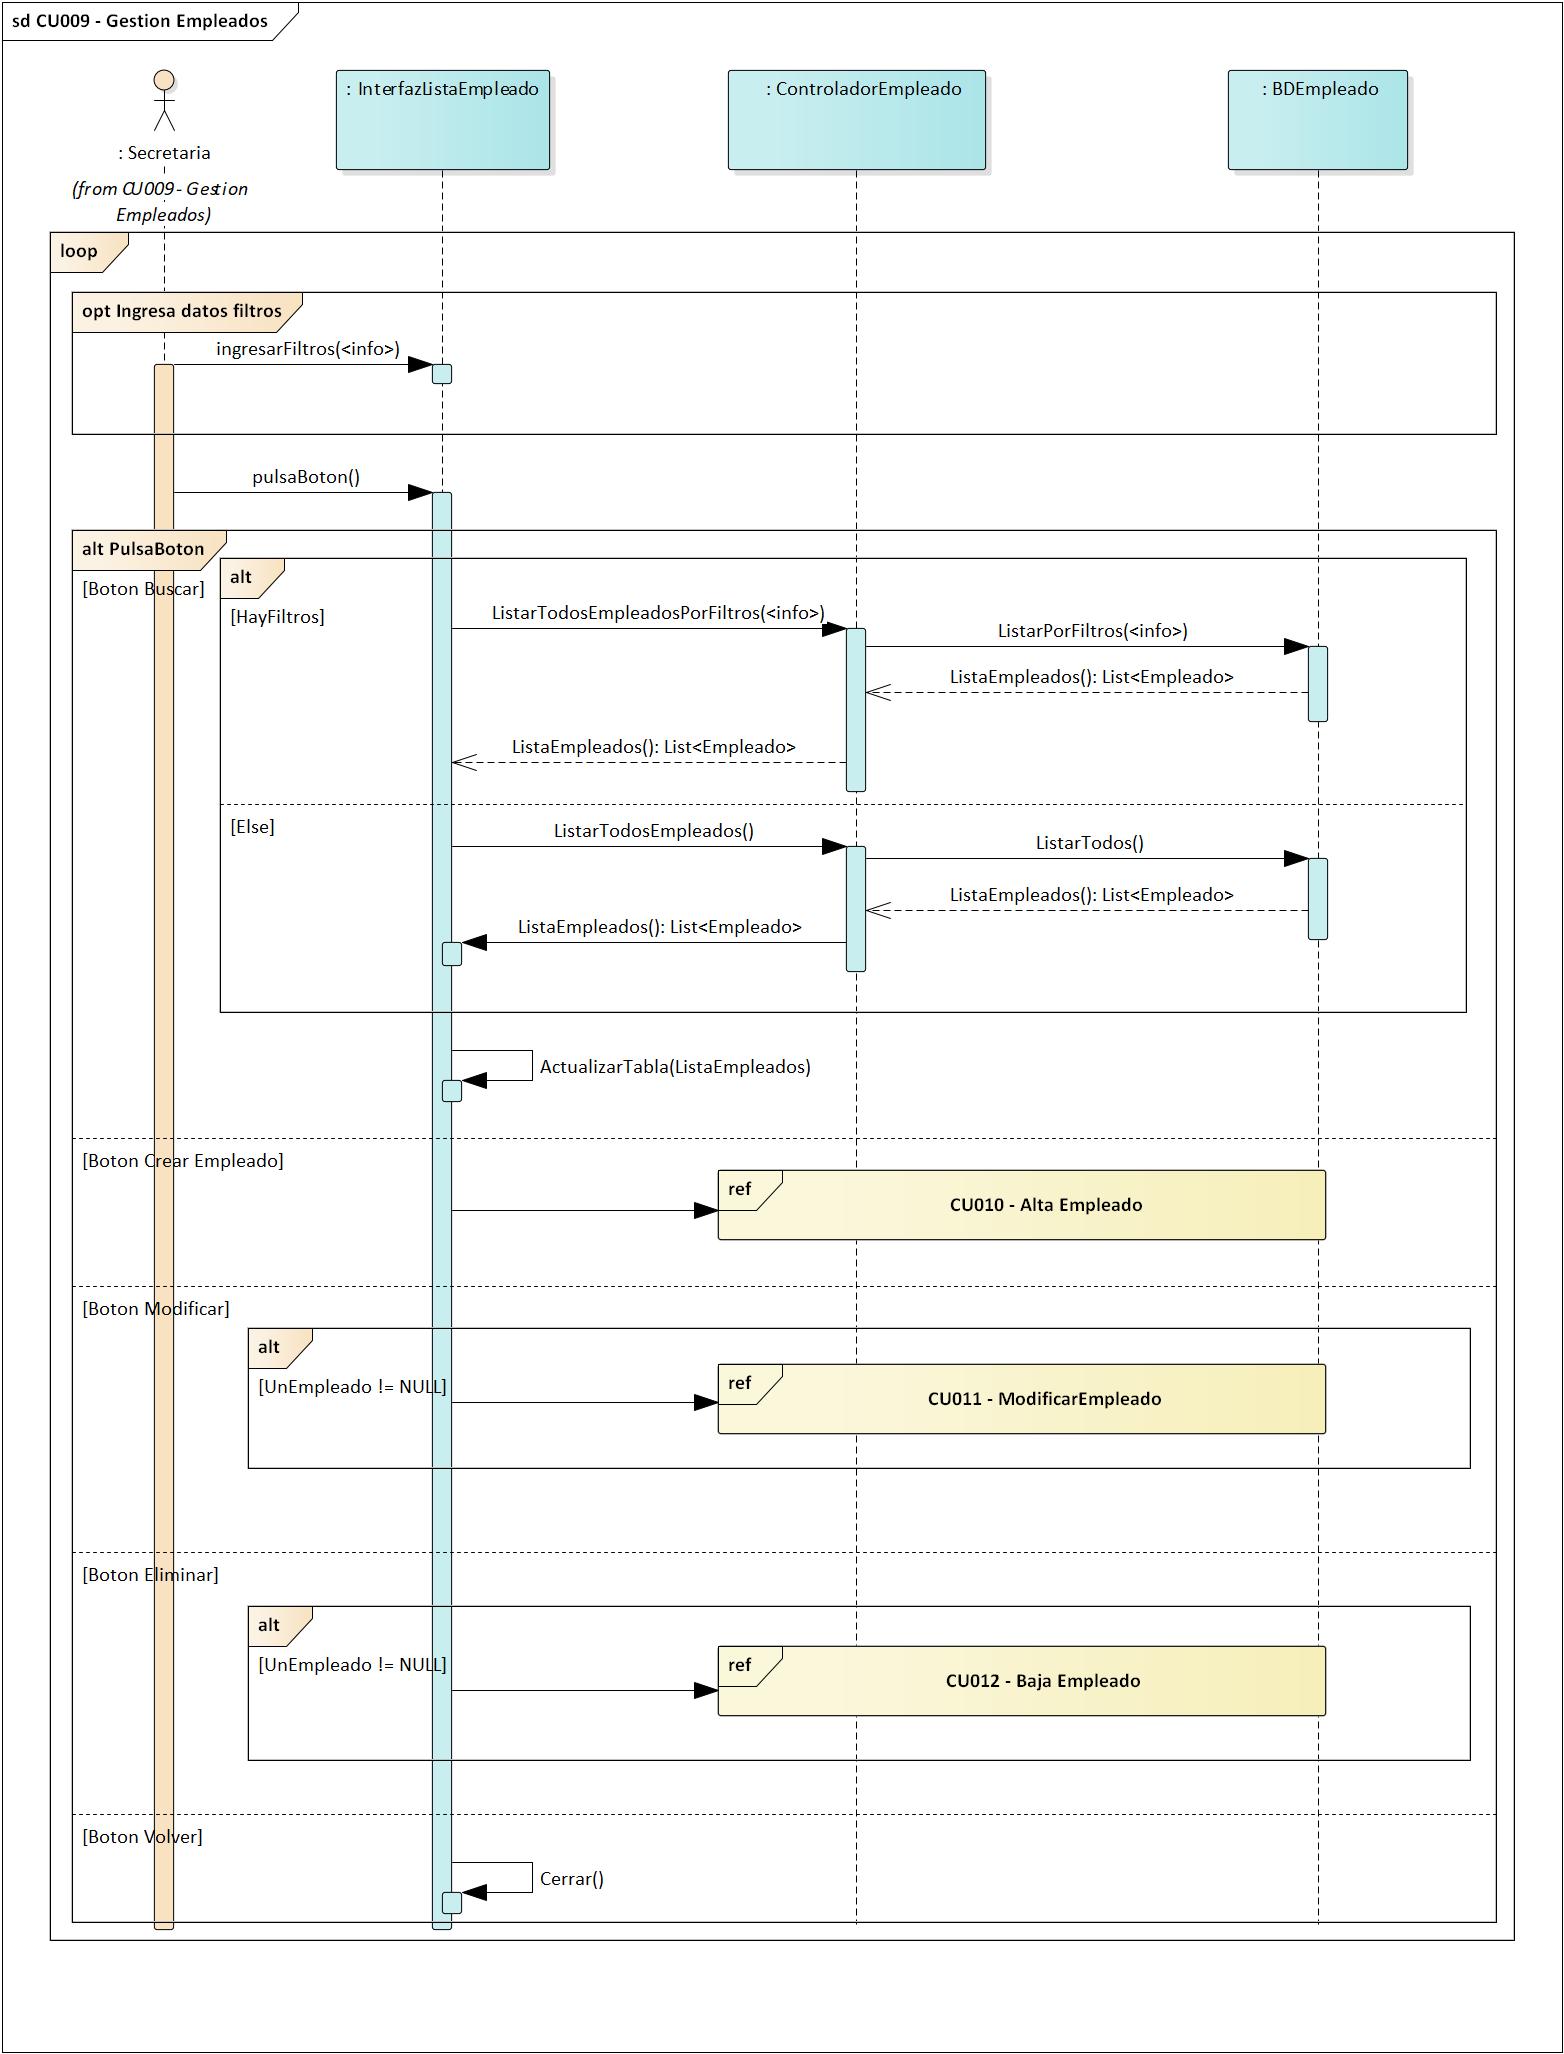 sd CU009 - Gestion Empleados
: Secretaria
(from CU009 - Gestion
Empleados)
: InterfazListaEmpleado
: ControladorEmpleado
: BDEmpleado
loop
opt Ingresa datos filtros
ingresarFiltros(<info>)
pulsaBoton()
alt PulsaBoton
[Boton Buscar]
alt
[HayFiltros]
ListarTodosEmpleadosPorFiltros(<info>)
ListarPorFiltros(<info>)
ListaEmpleados(): List<Empleado>
ListaEmpleados(): List<Empleado>
[Else]
ListarTodosEmpleados()
ListarTodos()
ListaEmpleados(): List<Empleado>
ListaEmpleados(): List<Empleado>
ActualizarTabla(ListaEmpleados)
[Boton Crear Empleado]
ref
CU010 - Alta Empleado
[Boton Modificar]
alt
[UnEmpleado != NULL]
ref
CU011 - ModificarEmpleado
[Boton Eliminar]
alt
[UnEmpleado != NULL]
ref
CU012 - Baja Empleado
[Boton Volver]
Cerrar()